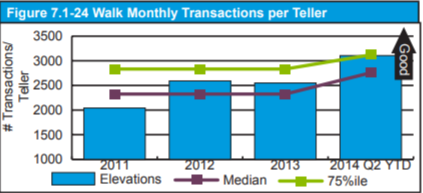 Figure 7.1-24 Walk Monthly Transactions per Teller
# Transactions/
Teller
3500
3000
2500
2000
1500
1000
Good
2011 2012 2013 2014 Q2 YTD
Elevations Median 75%ile